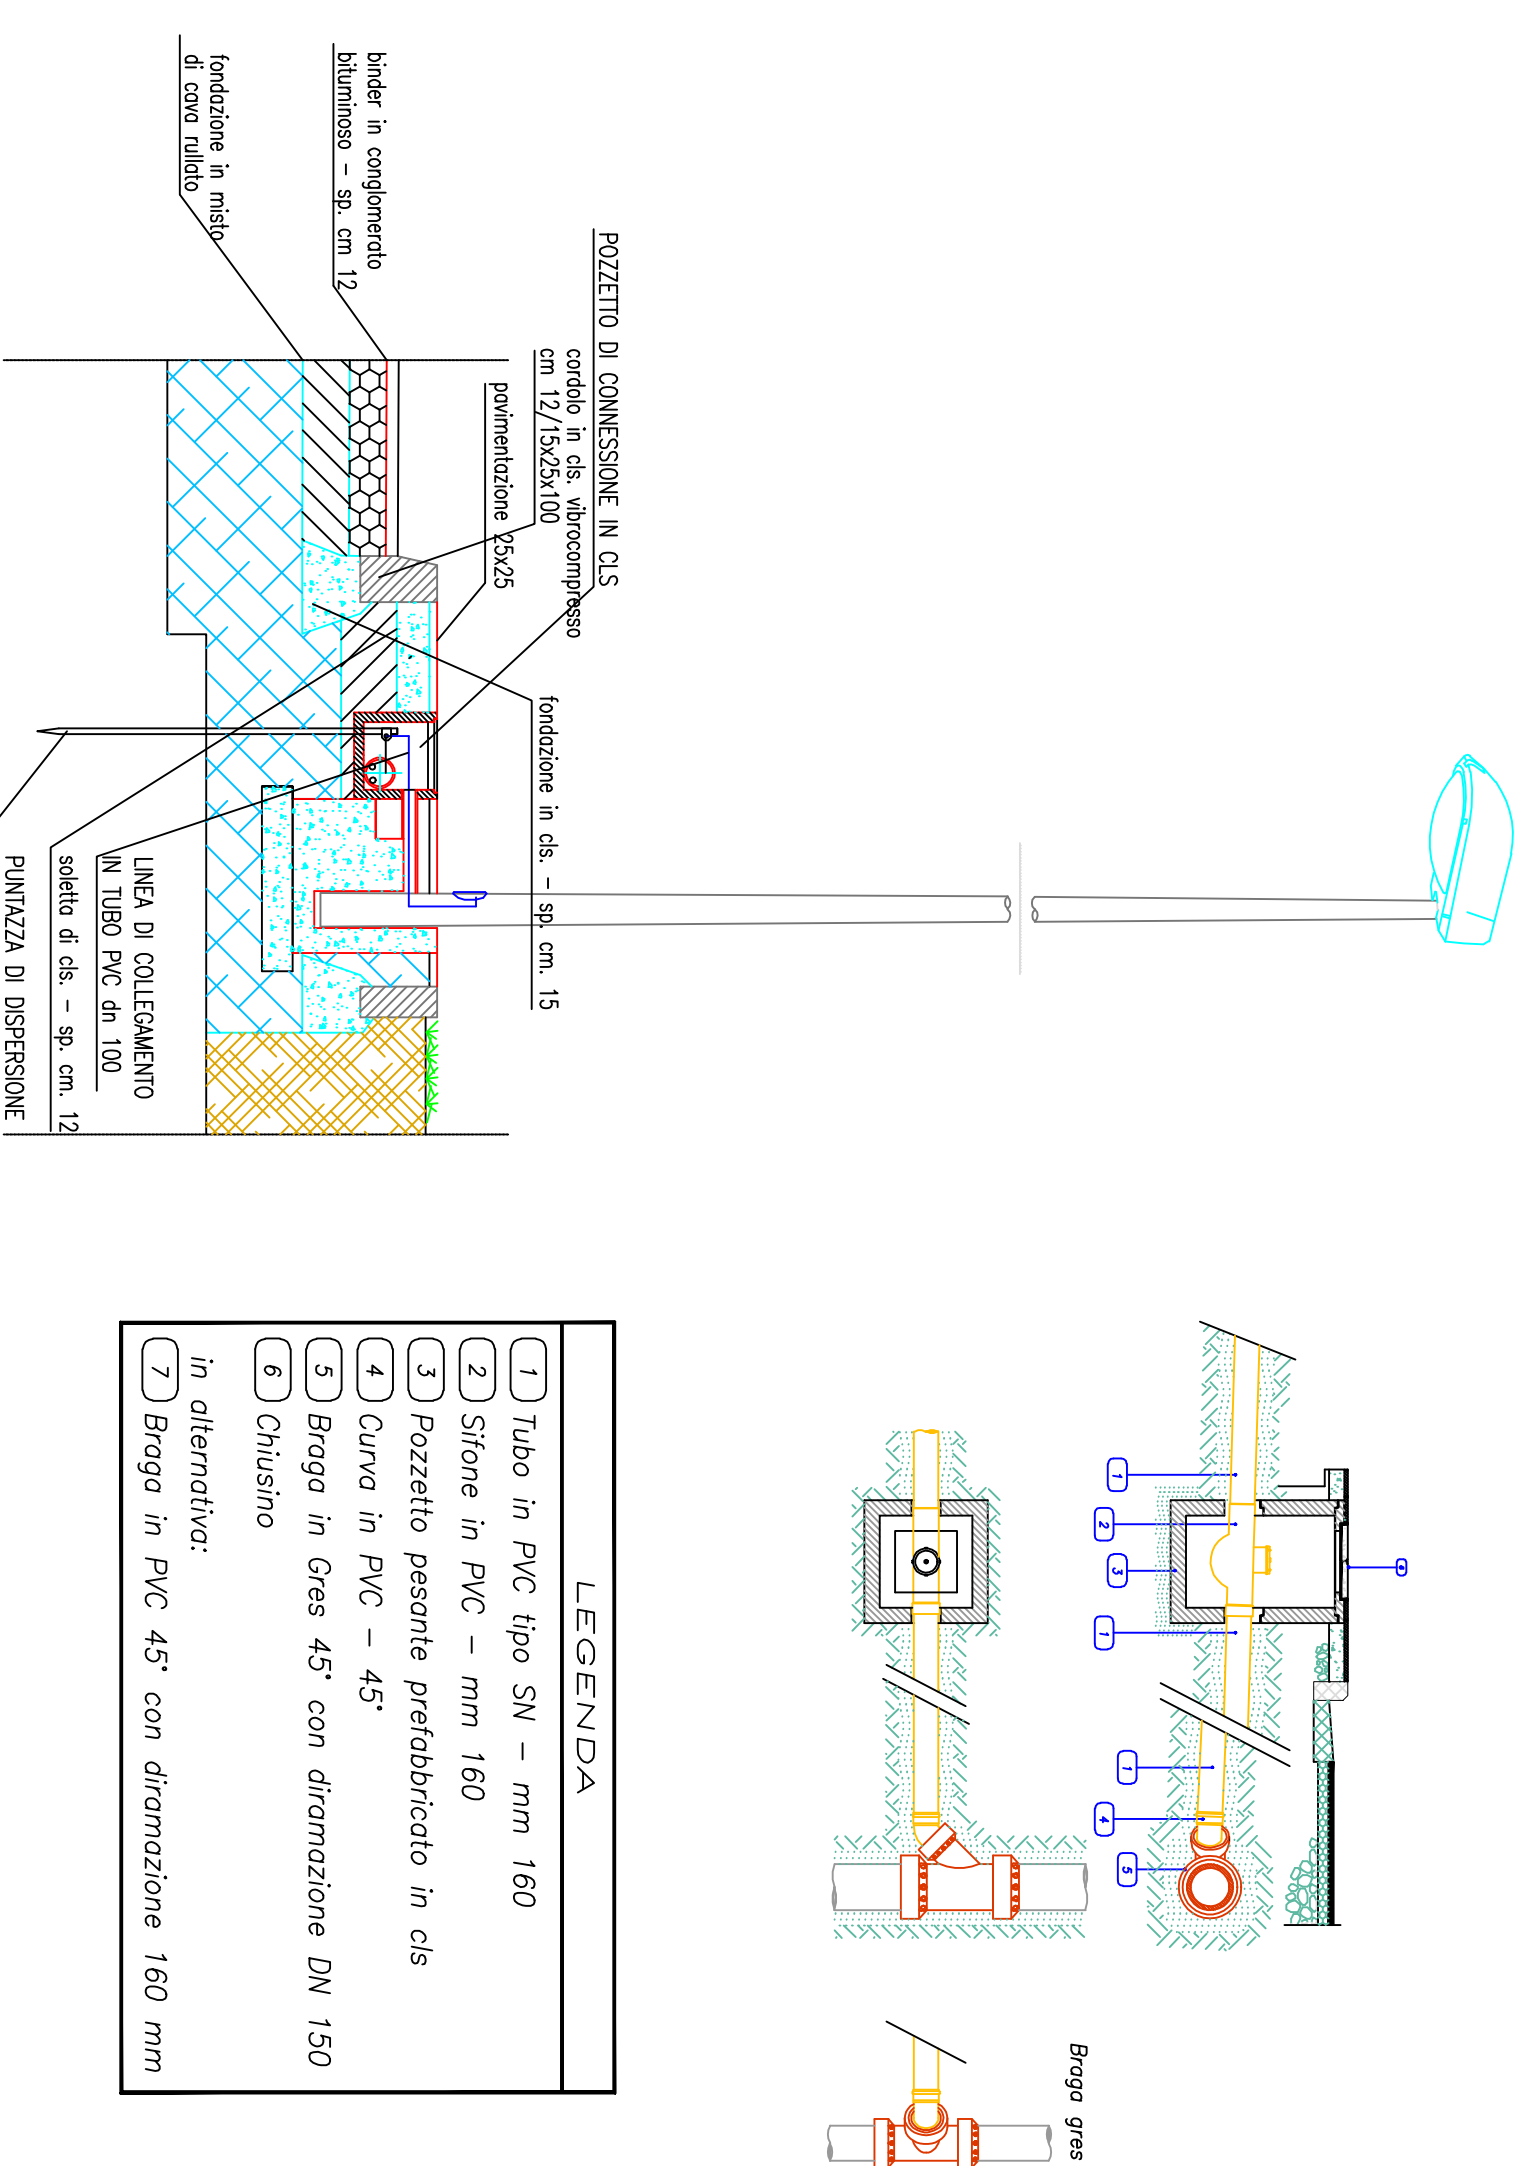 POZZETTO DI CONNESSIONE IN CLS
cordolo in cls. vibrocompresso
cm 12/15x25x100
pavimentazione 25x25
binder in conglomerato
bituminoso - sp. cm 12
fondazione in misto
di cava rullato
fondazione in cls. - sp. cm. 15
LINEA DI COLLEGAMENTO
IN TUBO PVC dn 100
soletta di cls. - sp. cm. 12
PUNTAZZA DI DISPERSIONE
6
1
2
3
1
1
4
5
Braga gres
LEGENDA
1 Tubo in PVC tipo SN - mm 160
2 Sifone in PVC - mm 160
3 Pozzetto pesante prefabbricato in cls
4 Curva in PVC - 45°
5 Braga in Gres 45° con diramazione DN 150
6 Chiusino
in alternativa:
7 Braga in PVC 45° con diramazione 160 mm